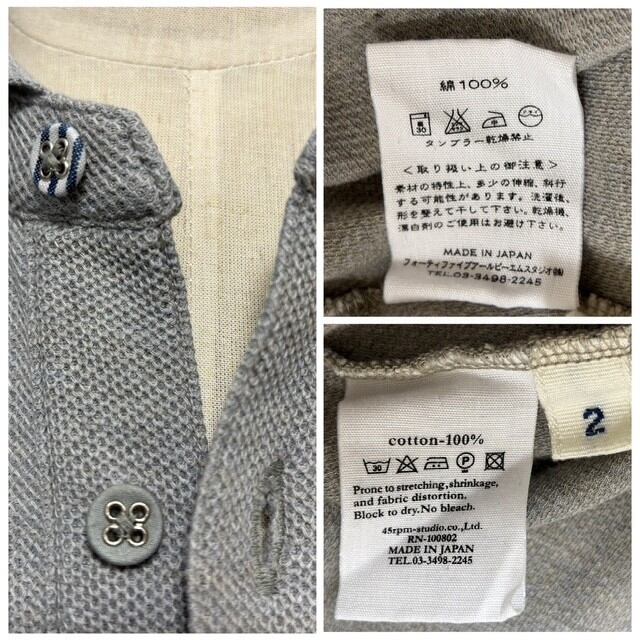 綿100%
タンブラー乾燥禁止
<取り扱い上の御注意>
素材の特性上、多少の伸縮、斜行
する可能性があります。洗濯後、
形を整えて干して下さい。乾燥機、
漂白剤のご使用はお避け下さい。
MADE IN JAPAN
フォーティファイブアールピーエムスタジオ㈱
TEL.03-3498-2245
2
cotton-100%
30
Prone to stretching, shrinkage,
and fabric distortion.
Block to dry. No bleach.
45rpm-studio.co., Ltd.
RN-100802
MADE IN JAPAN
TEL.03-3498-2245